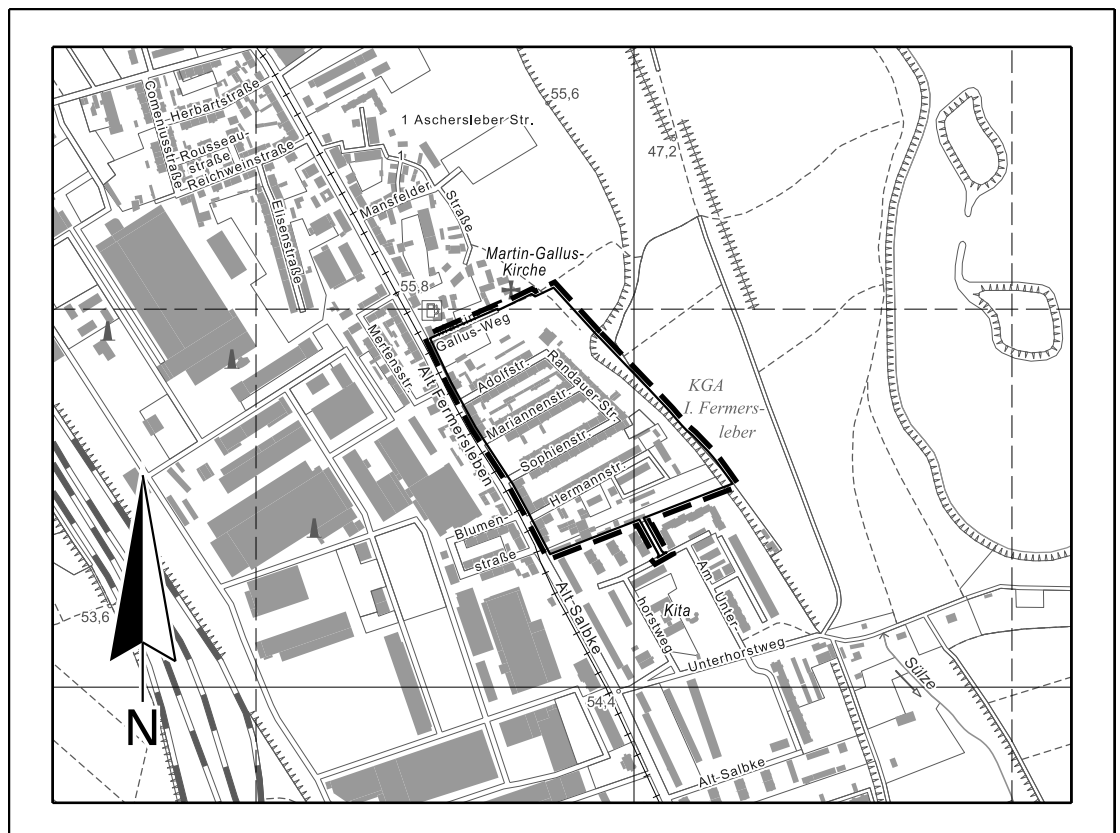 55,6
Herbartstraße
Comeniusstraße
Rousseau-
straße
Reichweinstraße
1 Aschersleber Str.
1
47,2
Mansfelder
Straße
Elisenstraße
Martin-Gallus-
Kirche
55,8
Gallus-Weg
Mertensstr.
Alt Fermersleben
Adolfstr.
Randauer Str.
Mariannenstr.
Sophienstr.
Hermannstr.
KGA
I. Fermers-
leber
Blumen-
straße
Alt-Salbke
53,6
Am
Unter-
horstweg
Kita
Unterhorstweg
Sülze
54,4
Alt-Salbke
N